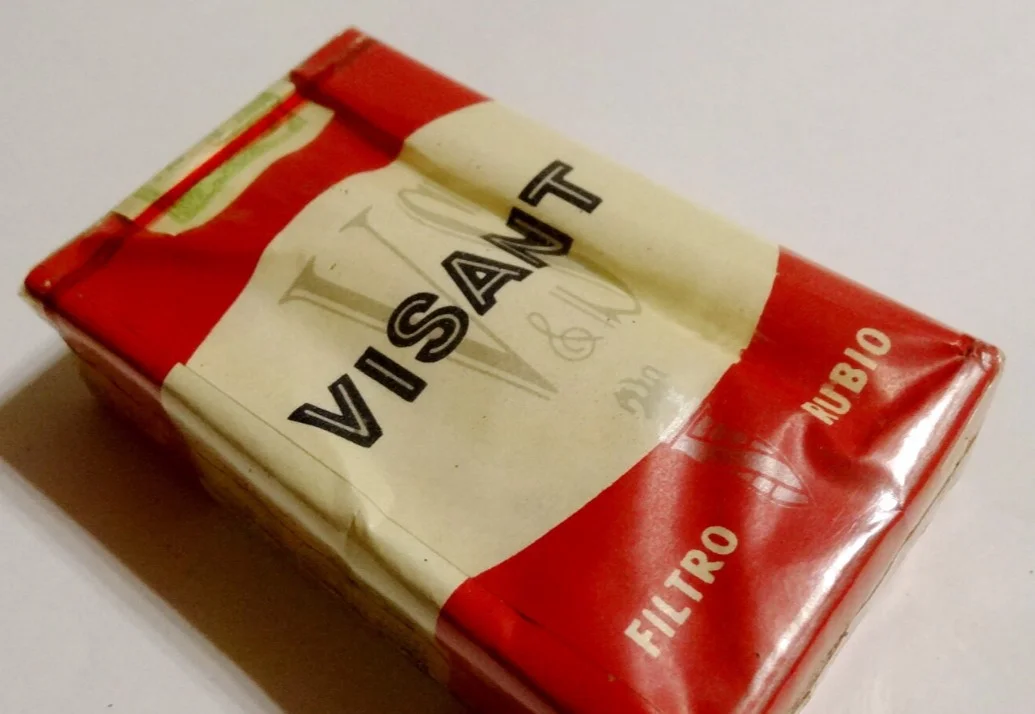 VISANT
V
&
FILTRO RUBIO